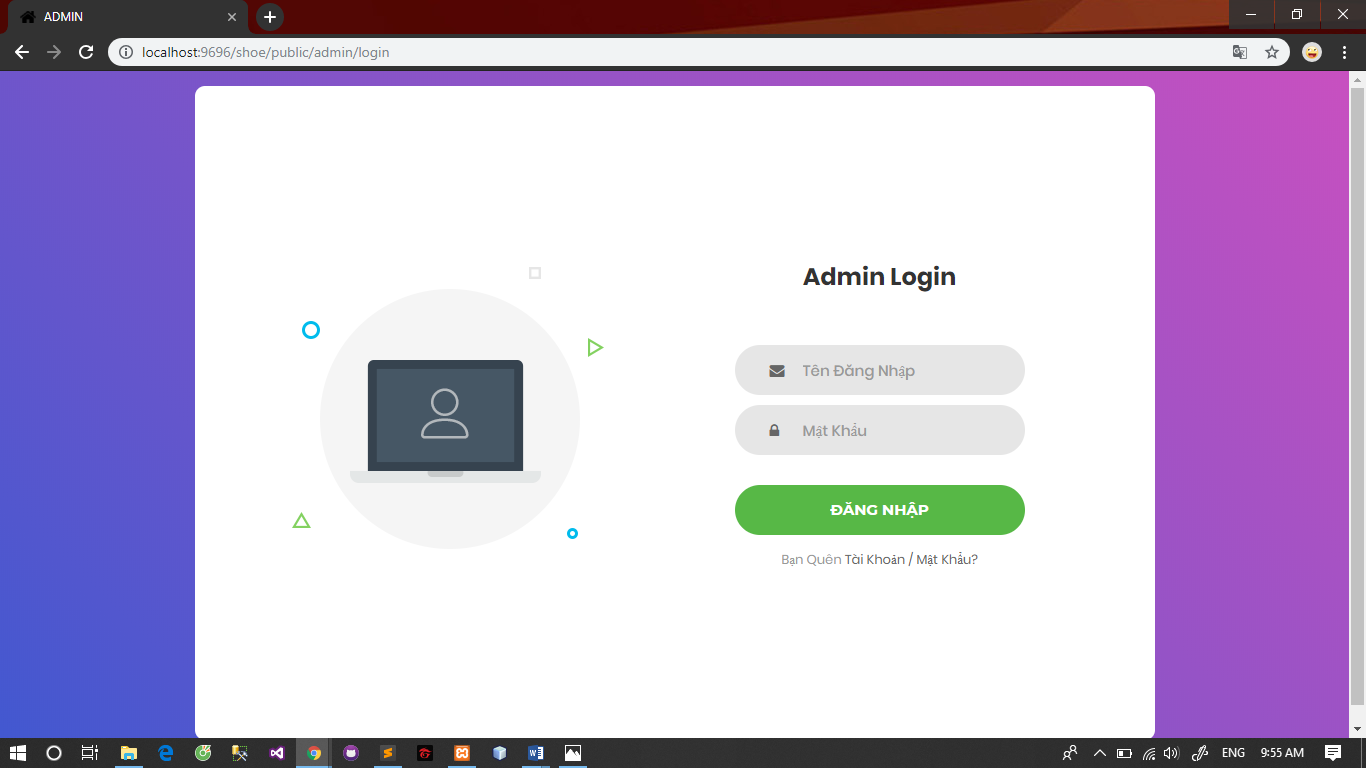 ADMIN
localhost:9696/shoe/public/admin/login
Admin Login
Tên Đăng Nhập
Mật Khẩu
ĐĂNG NHẬP
Bạn Quên Tài Khoản / Mật Khẩu?
ENG
9:55 AM